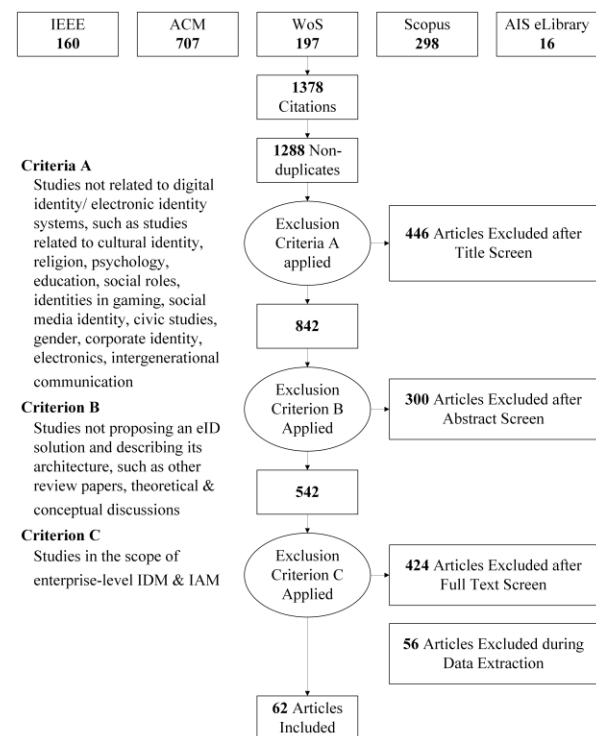 IEEE
160
ACM
707
WoS
197
Scopus
298
AIS eLibrary
16
1378
Citations
1288 Non-
duplicates
Criteria A
Studies not related to digital
identity/ electronic identity
systems, such as studies
related to cultural identity,
religion, psychology,
education, social roles,
identities in gaming, social
media identity, civic studies,
gender, corporate identity,
electronics, intergenerational
communication
Exclusion
Criteria A
applied
446 Articles Excluded after
Title Screen
842
Criterion B
Studies not proposing an eID
solution and describing its
architecture, such as other
review papers, theoretical &
conceptual discussions
Exclusion
Criterion B
Applied
300 Articles Excluded after
Abstract Screen
542
Criterion C
Studies in the scope of
enterprise-level IDM & IAM
Exclusion
Criterion C
Applied
424 Articles Excluded after
Full Text Screen
56 Articles Excluded during
Data Extraction
62 Articles
Included